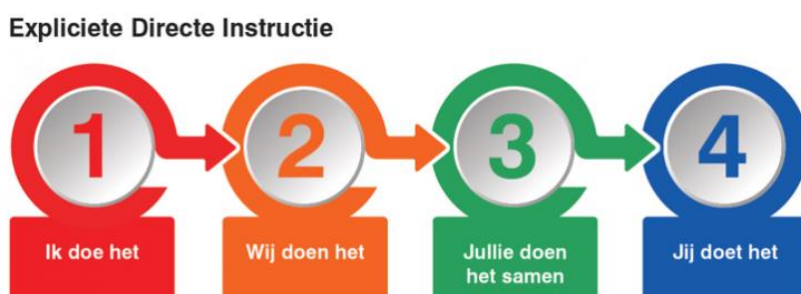 Expliciete Directe Instructie
1
2
3
4
Ik doe het
Wij doen het
Jullie doen
het samen
Jij doet het